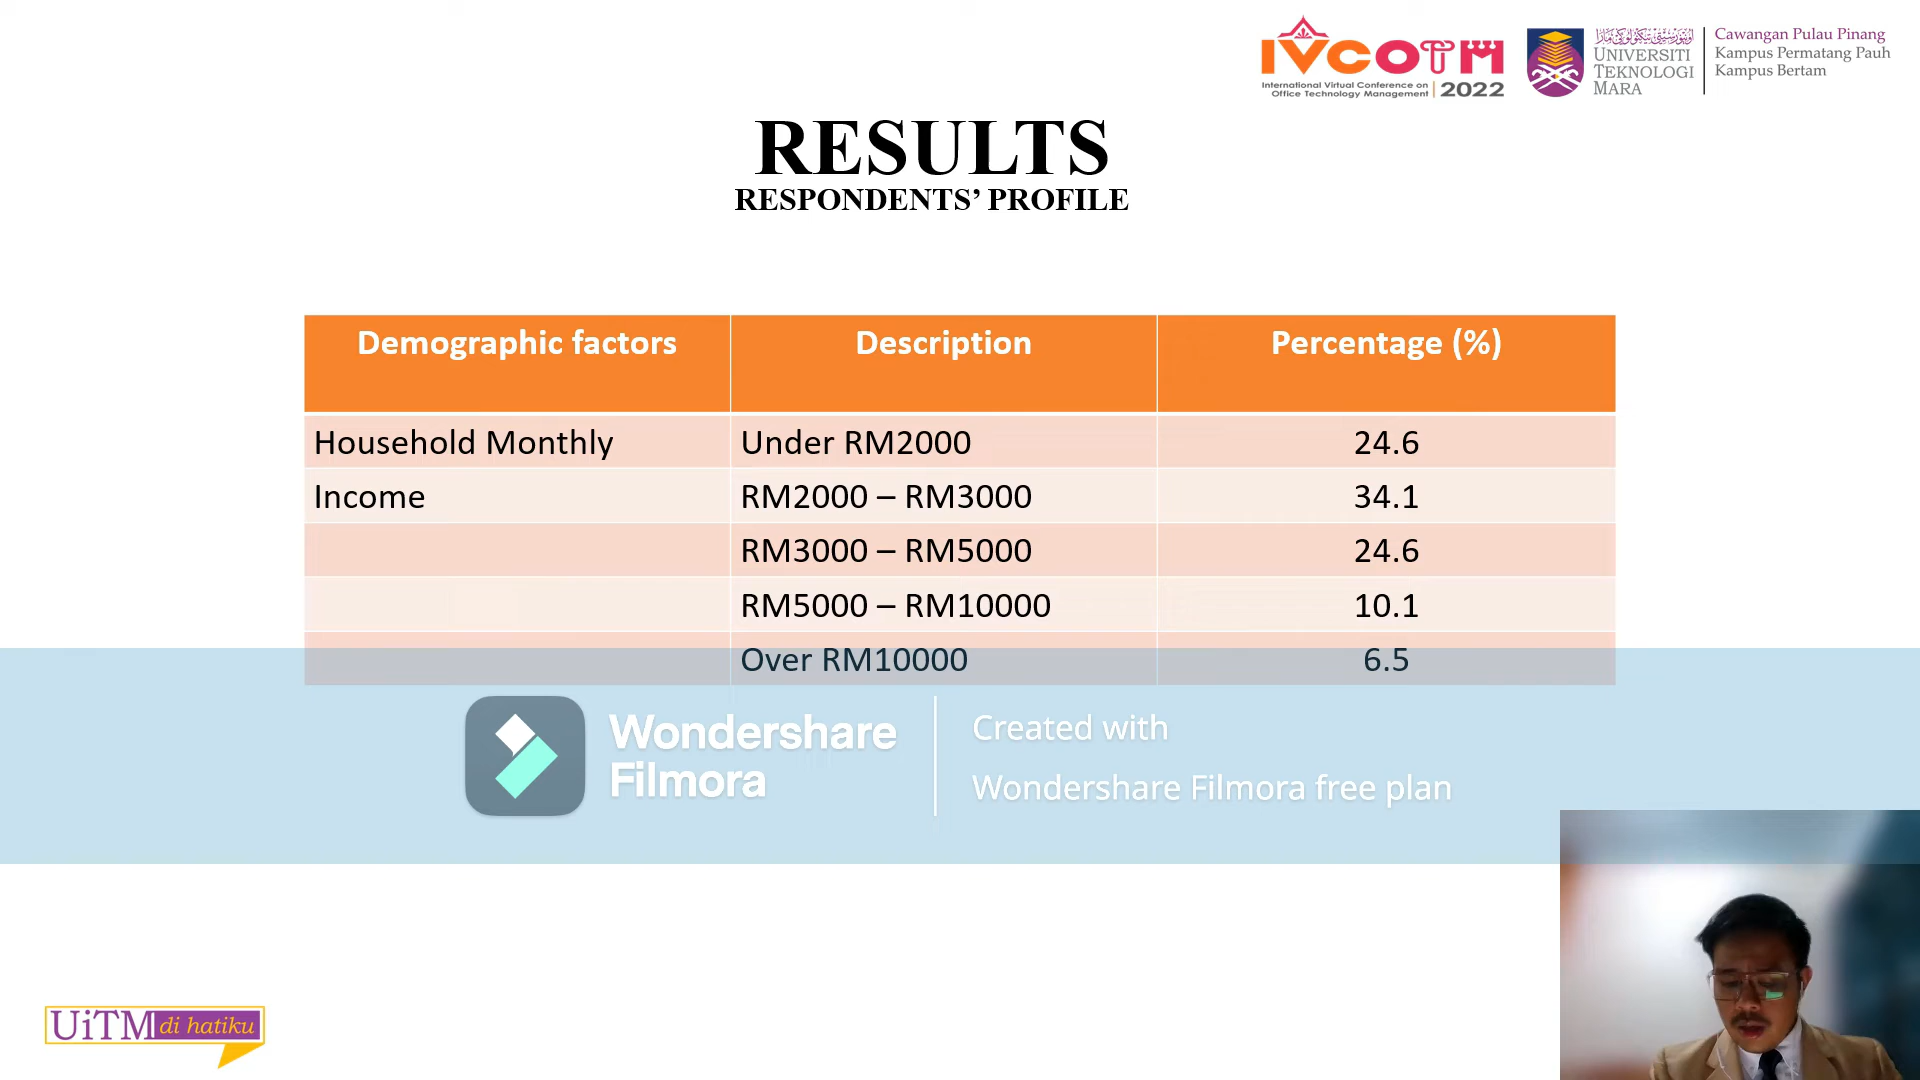 IVCOTM
International Virtual Conference on
Office Technology Management | 2022
UNIVERSITI
TEKNOLOGI
MARA
Cawangan Pulau Pinang
Kampus Permatang Pauh
Kampus Bertam
RESULTS
RESPONDENTS’ PROFILE
Demographic factors Description Percentage (%)
Household Monthly Under RM2000 24.6
Income RM2000 – RM3000 34.1
RM3000 – RM5000 24.6
RM5000 – RM10000 10.1
Over RM10000 6.5
Wondershare
Filmora
Created with
Wondershare Filmora free plan
UiTM di hatiku